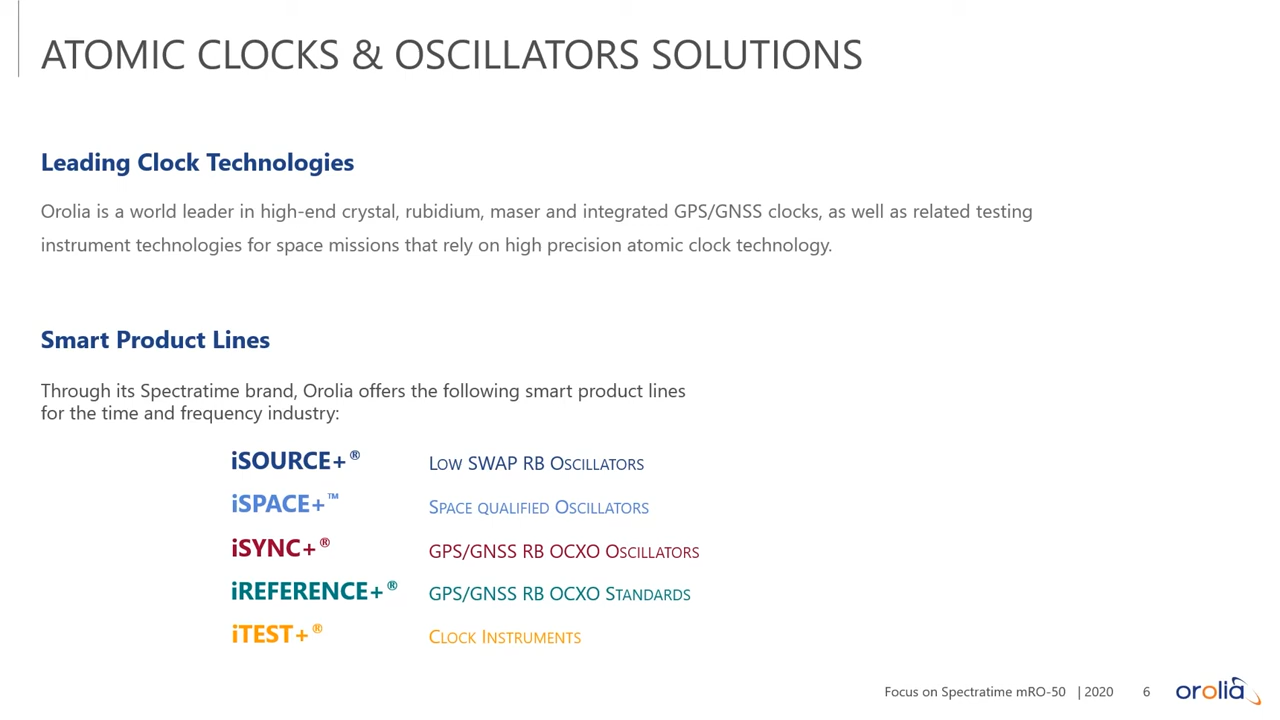 ATOMIC CLOCKS & OSCILLATORS SOLUTIONS
Leading Clock Technologies
Orolia is a world leader in high-end crystal, rubidium, maser and integrated GPS/GNSS clocks, as well as related testing
instrument technologies for space missions that rely on high precision atomic clock technology.
Smart Product Lines
Through its Spectratime brand, Orolia offers the following smart product lines
for the time and frequency industry:
iSOURCE+® Low SWAP RB Oscillators
iSPACE+™ Space qualified Oscillators
iSYNC+® GPS/GNSS RB OCXO Oscillators
iREFERENCE+® GPS/GNSS RB OCXO Standards
iTEST+® Clock Instruments
Focus on Spectratime mRO-50 | 2020 6 orolia